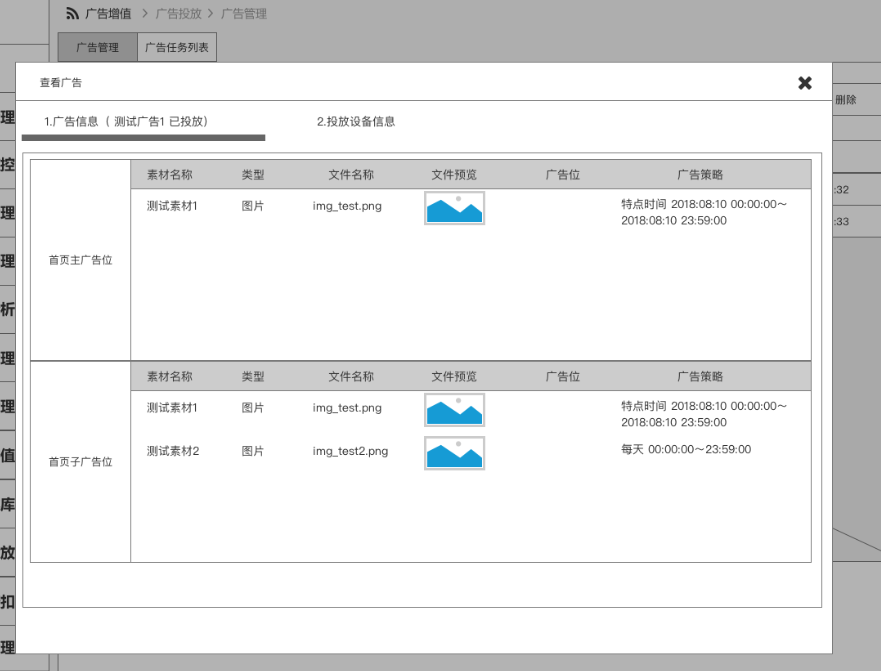 广告增值 > 广告投放 > 广告管理
广告管理 广告任务列表
查看广告
删除
1.广告信息（ 测试广告1 已投放） 2.投放设备信息
理
控
理
理
析
理
理
值
库
放
扣
理
:32
:33
首页主广告位
素材名称 类型 文件名称 文件预览 广告位 广告策略
测试素材1 图片 img_test.png 特点时间 2018:08:10 00:00:00～
2018:08:10 23:59:00
首页子广告位
素材名称 类型 文件名称 文件预览 广告位 广告策略
测试素材1 图片 img_test.png 特点时间 2018:08:10 00:00:00～
2018:08:10 23:59:00
测试素材2 图片 img_test2.png 每天 00:00:00～23:59:00